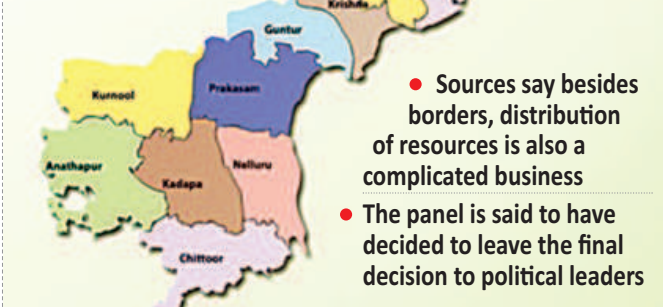 Krishna
Guntur
Kurnool
Prakasam
Anathapur
Kadapa
Nelluru
Chittoor
• Sources say besides
borders, distribution
of resources is also a
complicated business
• The panel is said to have
decided to leave the final
decision to political leaders